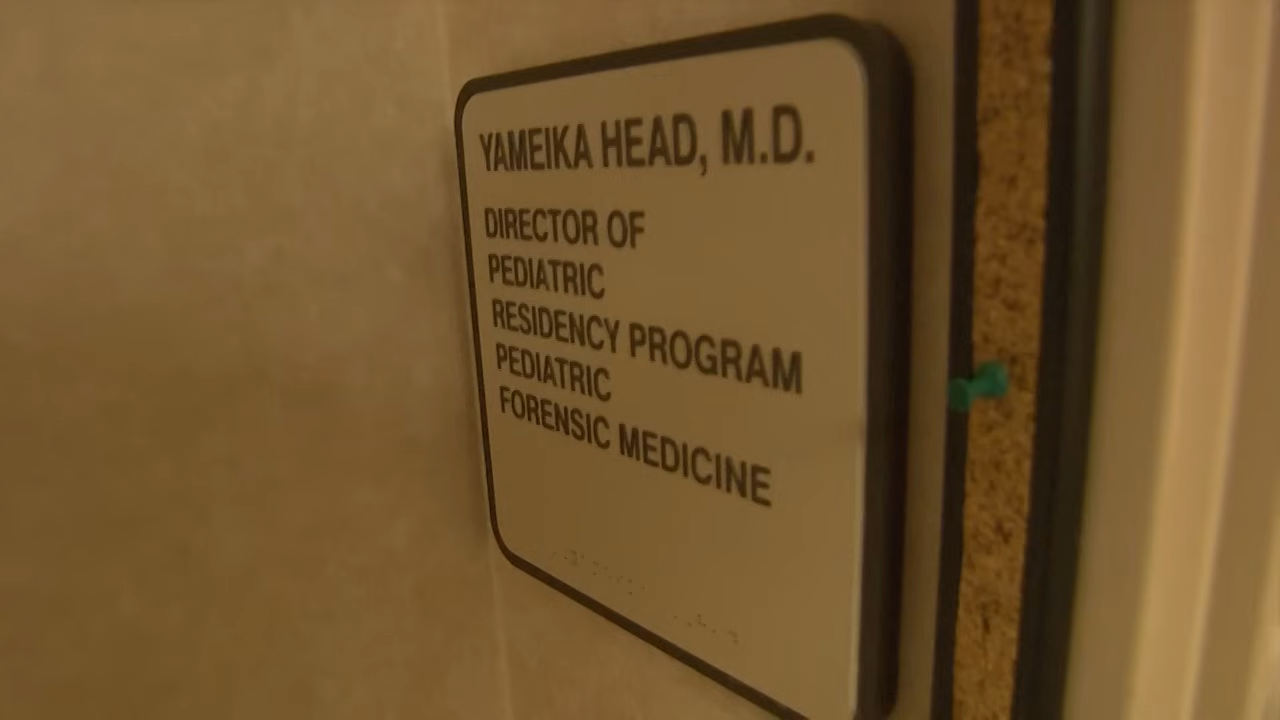 YAMEIKA HEAD, M.D.
DIRECTOR OF
PEDIATRIC
RESIDENCY PROGRAM
PEDIATRIC
FORENSIC MEDICINE